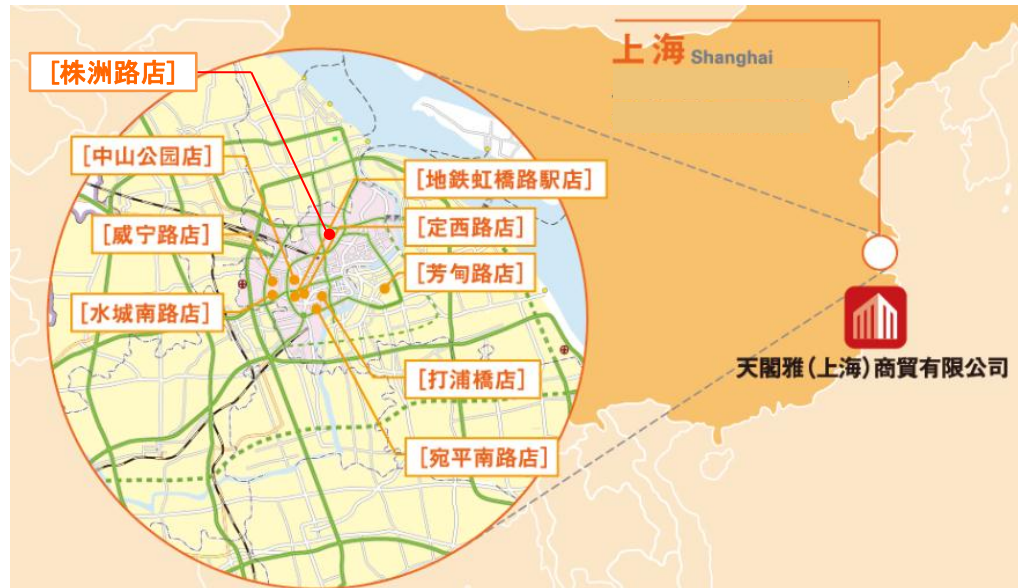 上海 Shanghai
[株洲路店]
[中山公园店]
[地鉄虹橋路駅店]
[威宁路店]
[定西路店]
[芳甸路店]
[水城南路店]
天閣雅(上海)商貿有限公司
[打浦橋店]
[宛平南路店]